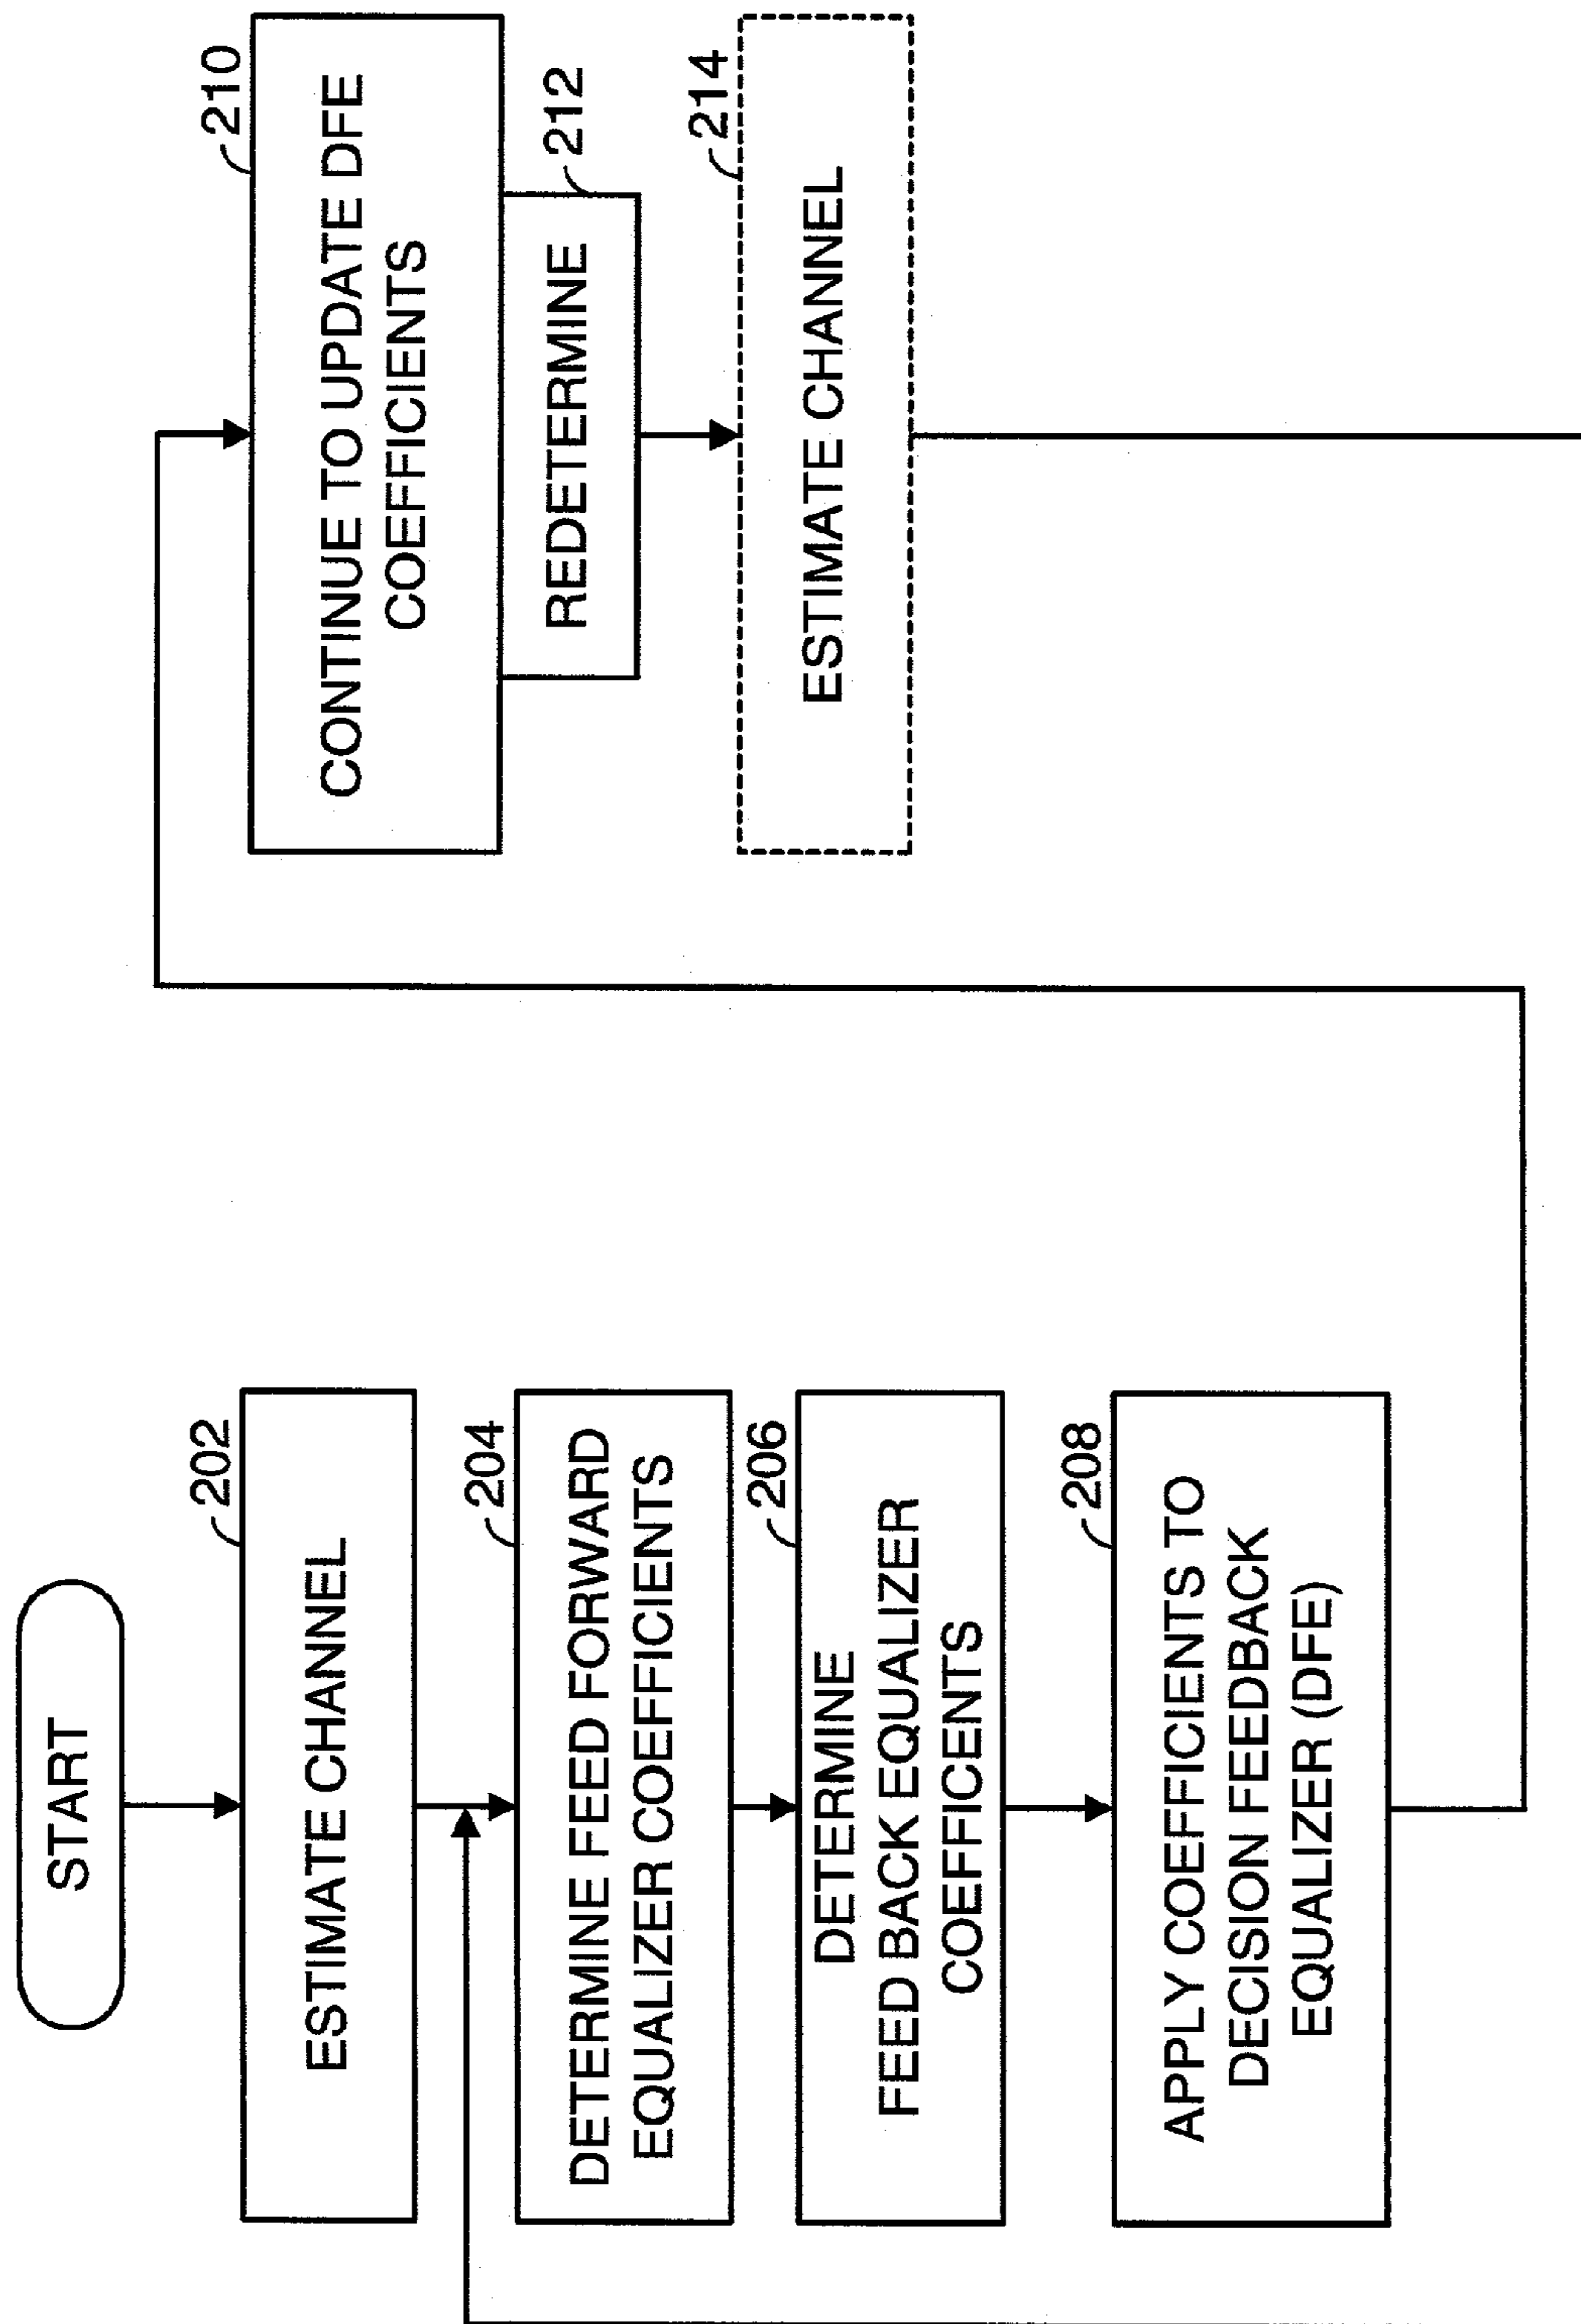 START
202
ESTIMATE CHANNEL
204
DETERMINE FEED FORWARD
EQUALIZER COEFFICIENTS
206
DETERMINE
FEED BACK EQUALIZER
COEFFICIENTS
208
APPLY COEFFICIENTS TO
DECISION FEEDBACK
EQUALIZER (DFE)
210
CONTINUE TO UPDATE DFE
COEFFICIENTS
212
REDETERMINE
214
ESTIMATE CHANNEL